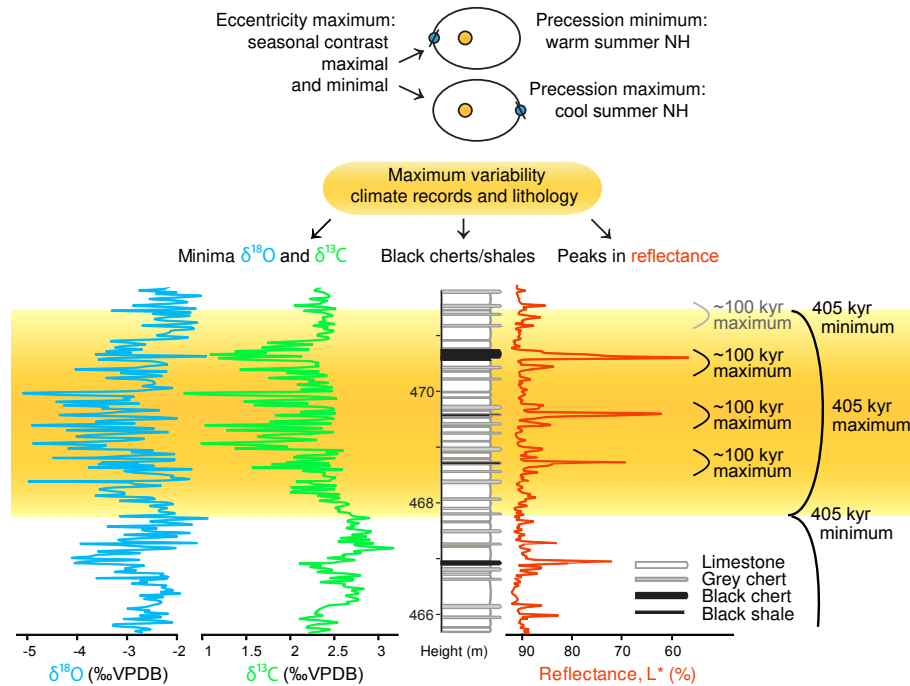 Eccentricity maximum:
seasonal contrast
maximal
and minimal
Precession minimum:
warm summer NH
Precession maximum:
cool summer NH
Maximum variability
climate records and lithology
Minima δ¹⁸O and δ¹³C
Black cherts/shales
Peaks in reflectance
~100 kyr
maximum
405 kyr
minimum
~100 kyr
maximum
470
~100 kyr
maximum
405 kyr
maximum
~100 kyr
maximum
468
405 kyr
minimum
Limestone
Grey chert
Black chert
Black shale
466
-5 -4 -3 -2
1 1.5 2 2.5 3
Height (m)
90 80 70 60
δ¹⁸O (‰VPDB)
δ¹³C (‰VPDB)
Reflectance, L* (%)